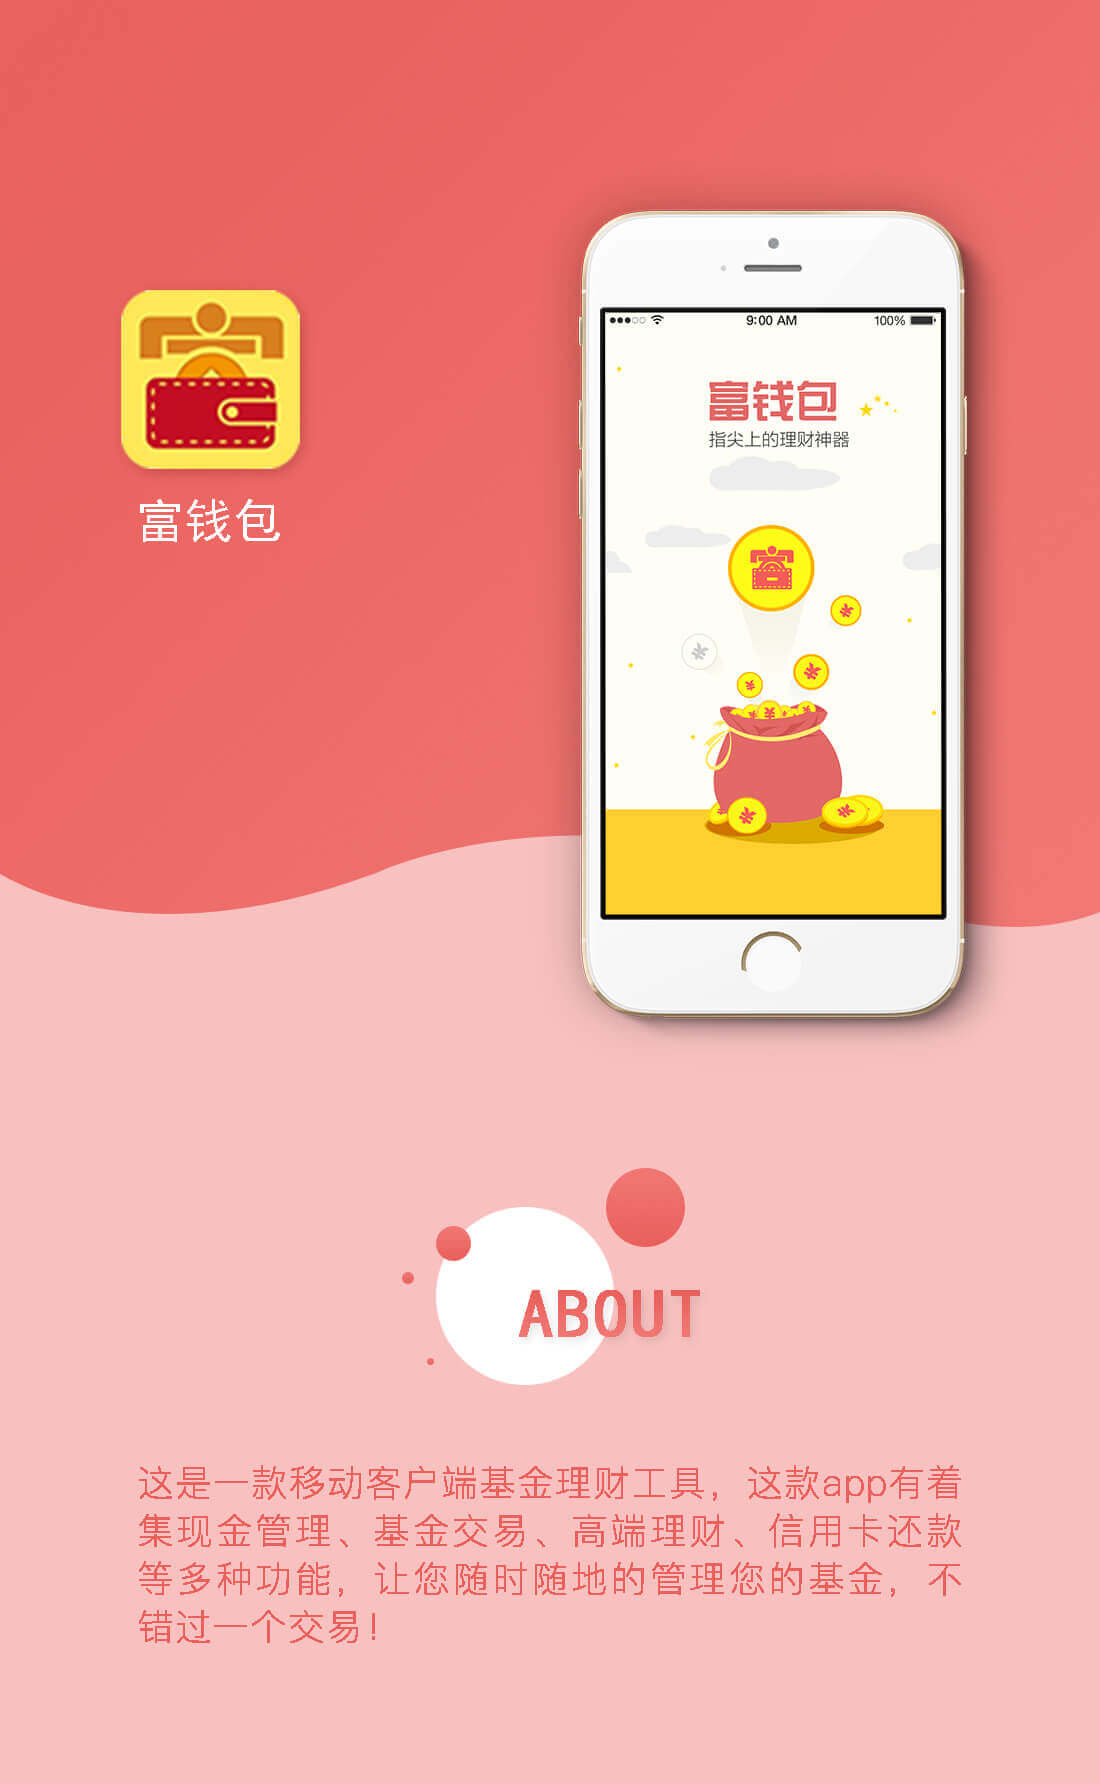 富钱包
9:00 AM
100%
富钱包
指尖上的理财神器
ABOUT
这是一款移动客户端基金理财工具，这款app有着
集现金管理、基金交易、高端理财、信用卡还款
等多种功能，让您随时随地的管理您的基金，不
错过一个交易！